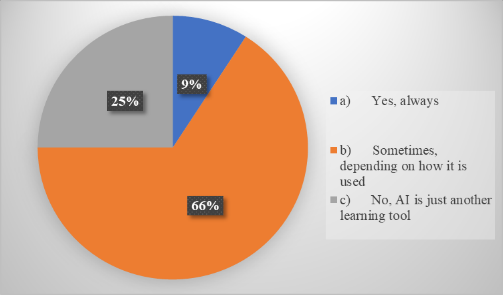 9%
25%
66%
a) Yes, always
b) Sometimes,
depending on how it is
used
c) No, AI is just another
learning tool